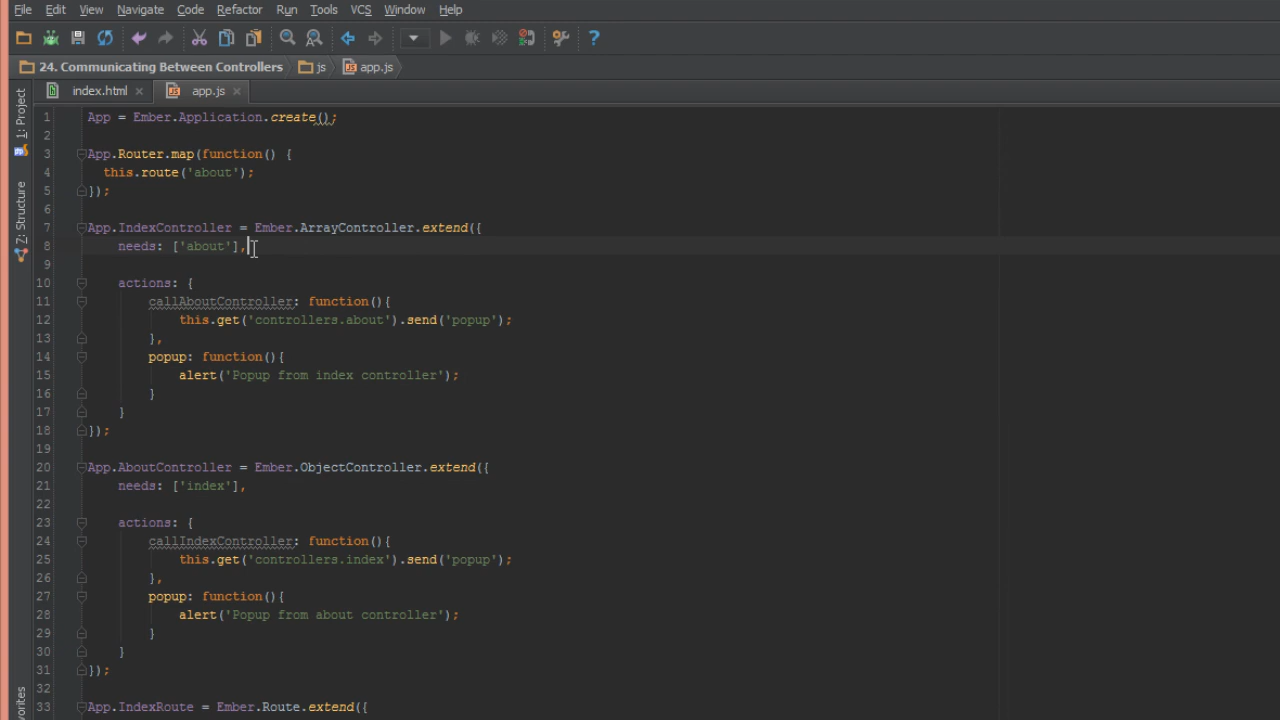 File Edit View Navigate Code Refactor Run Tools VCS Window Help
24. Communicating Between Controllers js app.js
index.html app.js
1: Project
7: Structure
1 App = Ember.Application.create();
2
3 App.Router.map(function() {
4 this.route('about');
5 });
6
7 App.IndexController = Ember.ArrayController.extend({
8 needs: ['about'],
9
10 actions: {
11 callAboutController: function(){
12 this.get('controllers.about').send('popup');
13 },
14 popup: function(){
15 alert('Popup from index controller');
16 }
17 }
18 });
19
20 App.AboutController = Ember.ObjectController.extend({
21 needs: ['index'],
22
23 actions: {
24 callIndexController: function(){
25 this.get('controllers.index').send('popup');
26 },
27 popup: function(){
28 alert('Popup from about controller');
29 }
30 }
31 });
32
33 App.IndexRoute = Ember.Route.extend({